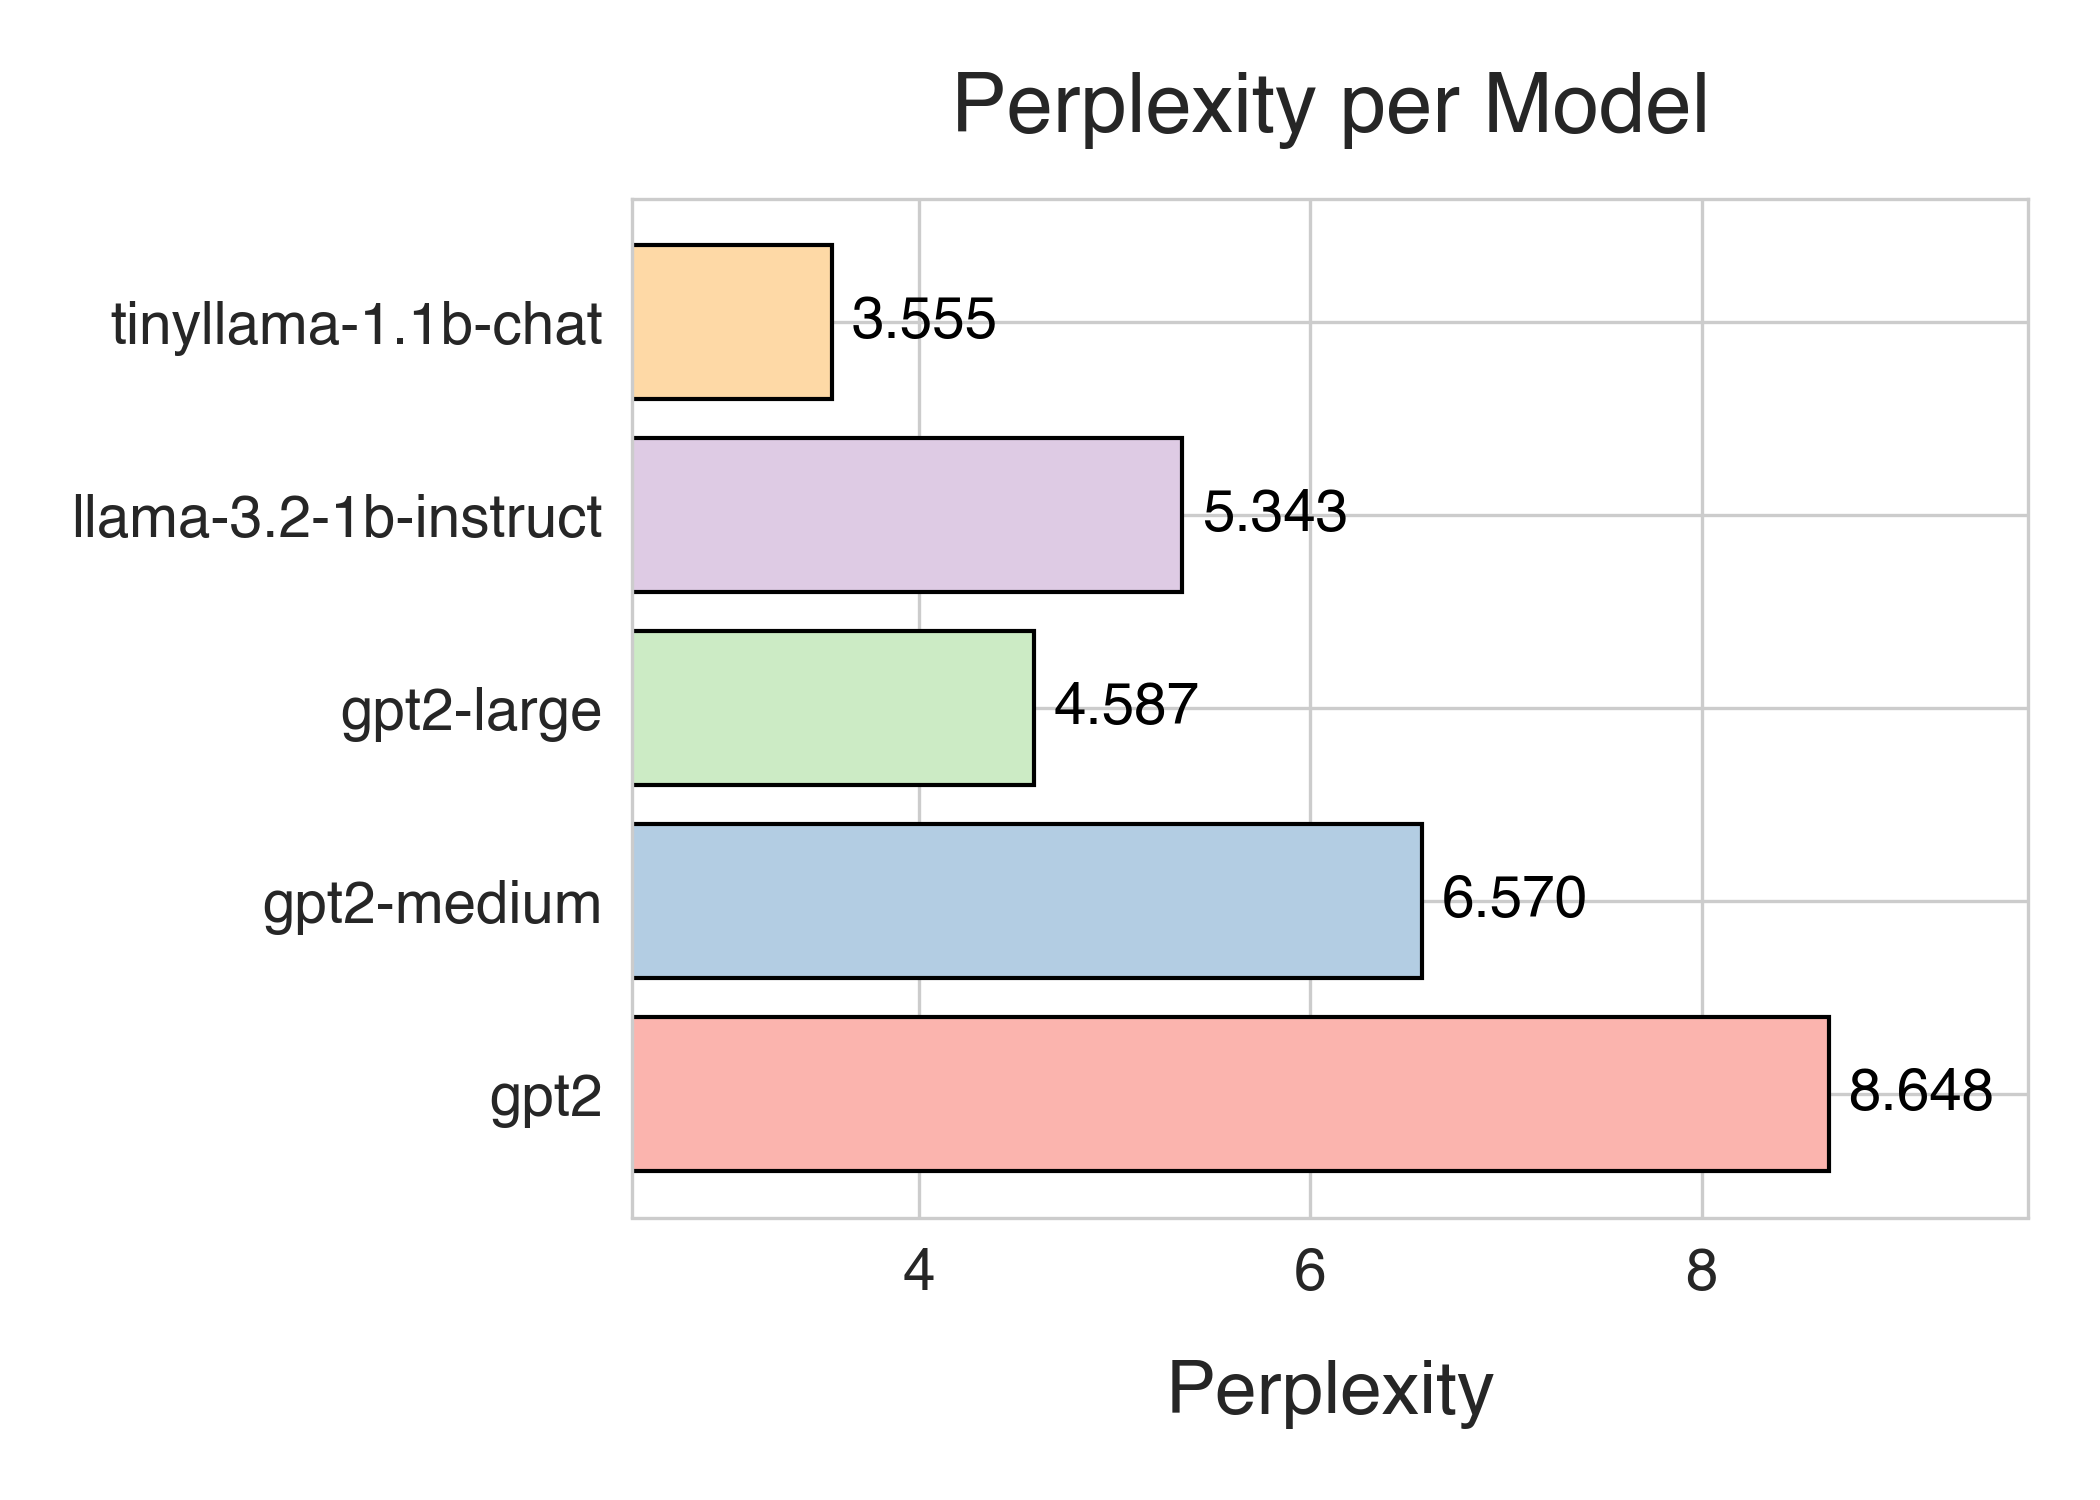 Perplexity per Model
tinyllama-1.1b-chat
3.555
llama-3.2-1b-instruct
5.343
gpt2-large
4.587
gpt2-medium
6.570
gpt2
8.648
4 6 8
Perplexity